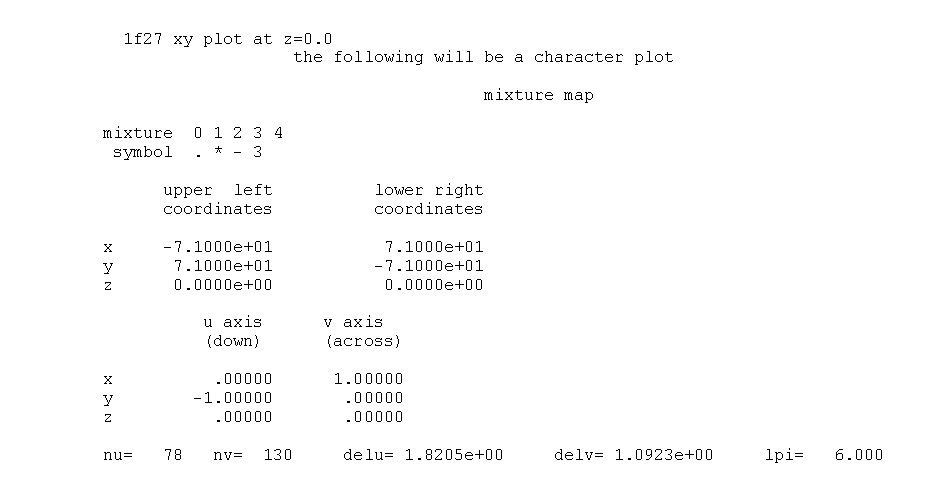 1f27 xy plot at z=0.0
the following will be a character plot
mixture map
mixture 0 1 2 3 4
symbol . * - 3
upper left lower right
coordinates coordinates
x -7.1000e+01 7.1000e+01
y 7.1000e+01 -7.1000e+01
z 0.0000e+00 0.0000e+00
u axis v axis
(down) (across)
x .00000 1.00000
y -1.00000 .00000
z .00000 .00000
nu= 78 nv= 130 delu= 1.8205e+00 delv= 1.0923e+00 lpi= 6.000